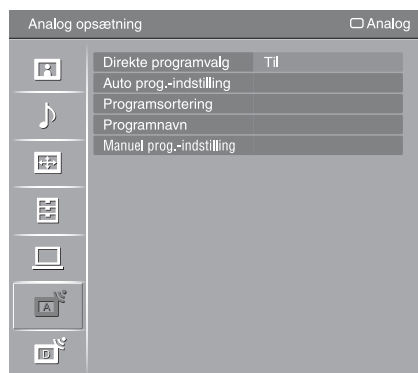 Analog opsætning Analog
Direkte programvalg Til
Auto prog.-indstilling
Programsortering
Programnavn
Manuel prog.-indstilling
A
D